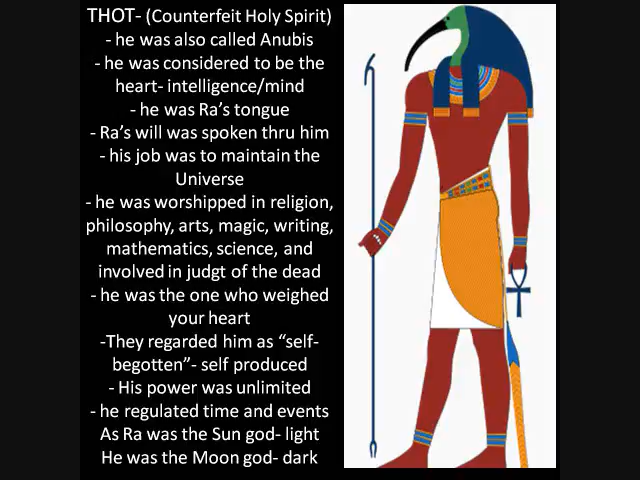 THOT- (Counterfeit Holy Spirit)
- he was also called Anubis
- he was considered to be the
heart- intelligence/mind
- he was Ra's tongue
- Ra's will was spoken thru him
- his job was to maintain the
Universe
- he was worshipped in religion,
philosophy, arts, magic, writing,
mathematics, science, and
involved in judgt of the dead
- he was the one who weighed
your heart
-They regarded him as “self-
begotten”- self produced
- His power was unlimited
- he regulated time and events
As Ra was the Sun god- light
He was the Moon god- dark